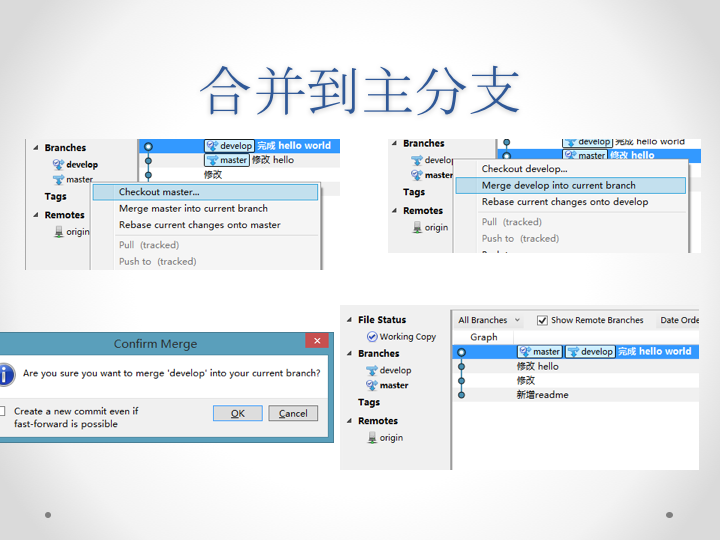 合并到主分支
Branches
develop 完成 hello world
develop
master 修改 hello
master
修改
Tags
Checkout master...
Merge master into current branch
Remotes
Rebase current changes onto master
origin
Pull (tracked)
Push to (tracked)
develop 完成 hello world
Branches
master 修改 hello
develop
Checkout develop...
master
Merge develop into current branch
Tags
Rebase current changes onto develop
Remotes
Pull (tracked)
origin
Push to (tracked)
Confirm Merge
Are you sure you want to merge 'develop' into your current branch?
Create a new commit even if
fast-forward is possible
OK
Cancel
File Status
Working Copy
Branches
develop
master
Tags
Remotes
origin
All Branches
Show Remote Branches
Date Orde
Graph
master develop 完成 hello world
修改 hello
修改
新增readme